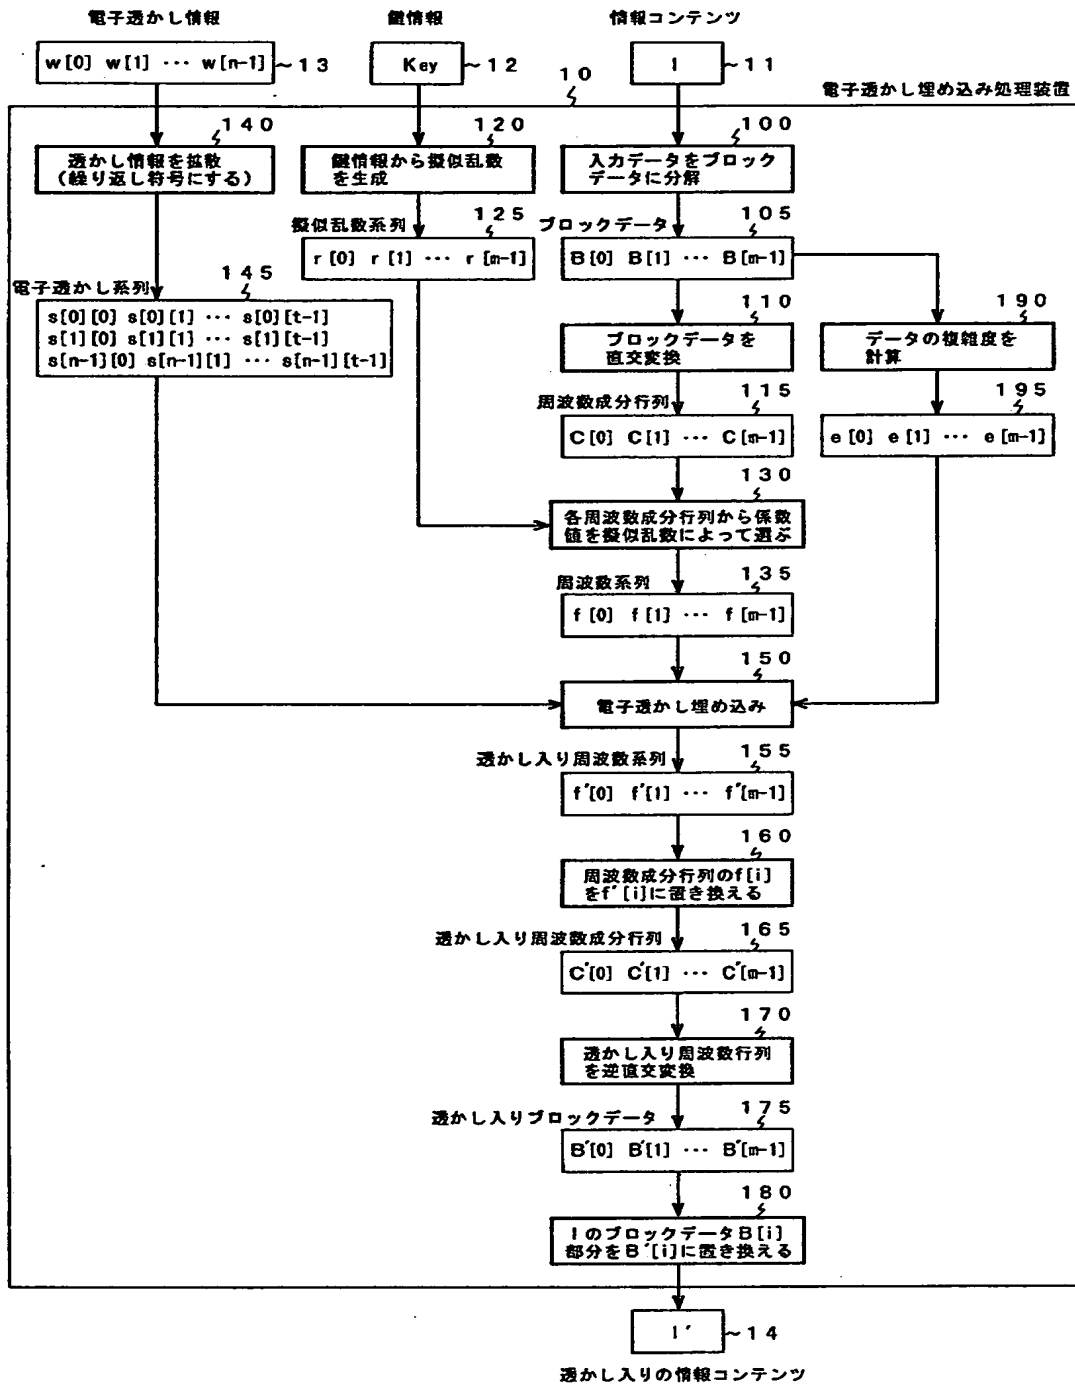 電子透かし情報
鍵情報
情報コンテンツ
w[0] w[1] ··· w[n-1]
13
Key
12
I
11
10
電子透かし埋め込み処理装置
140
透かし情報を拡散
(繰り返し符号にする)
120
鍵情報から擬似乱数
を生成
100
入力データをブロック
データに分解
擬似乱数系列
125
r[0] r[1] ··· r[m-1]
ブロックデータ
105
B[0] B[1] ··· B[m-1]
電子透かし系列
145
s[0][0] s[0][1] ··· s[0][t-1]
s[1][0] s[1][1] ··· s[1][t-1]
s[n-1][0] s[n-1][1] ··· s[n-1][t-1]
110
ブロックデータを
直交変換
190
データの複雑度を
計算
周波数成分行列
115
C[0] C[1] ··· C[m-1]
195
e[0] e[1] ··· e[m-1]
130
各周波数成分行列から係数
値を擬似乱数によって選ぶ
周波数系列
135
f[0] f[1] ··· f[m-1]
150
電子透かし埋め込み
透かし入り周波数系列
155
f'[0] f'[1] ··· f'[m-1]
160
周波数成分行列のf[i]
をf'[i]に置き換える
透かし入り周波数成分行列
165
C'[0] C'[1] ··· C'[m-1]
170
透かし入り周波数行列
を逆直交変換
透かし入りブロックデータ
175
B'[0] B'[1] ··· B'[m-1]
180
IのブロックデータB[i]
部分をB'[i]に置き換える
I'
14
透かし入りの情報コンテンツ